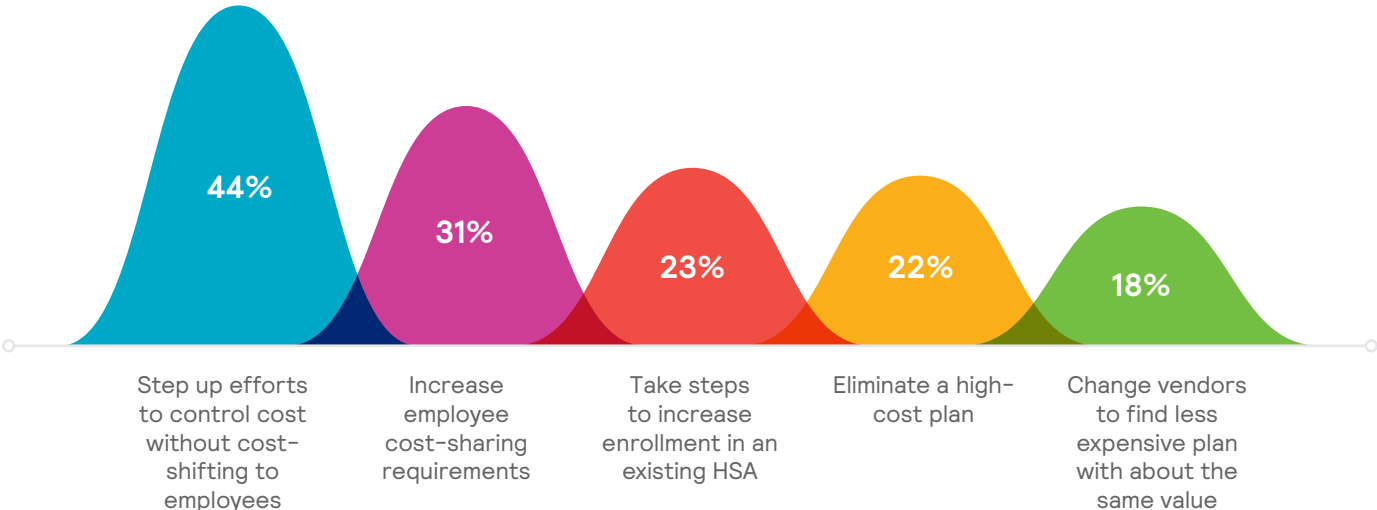 44%
31%
23%
22%
18%
Step up efforts
to control cost
without cost-
shifting to
employees
Increase
employee
cost-sharing
requirements
Take steps
to increase
enrollment in an
existing HSA
Eliminate a high-
cost plan
Change vendors
to find less
expensive plan
with about the
same value